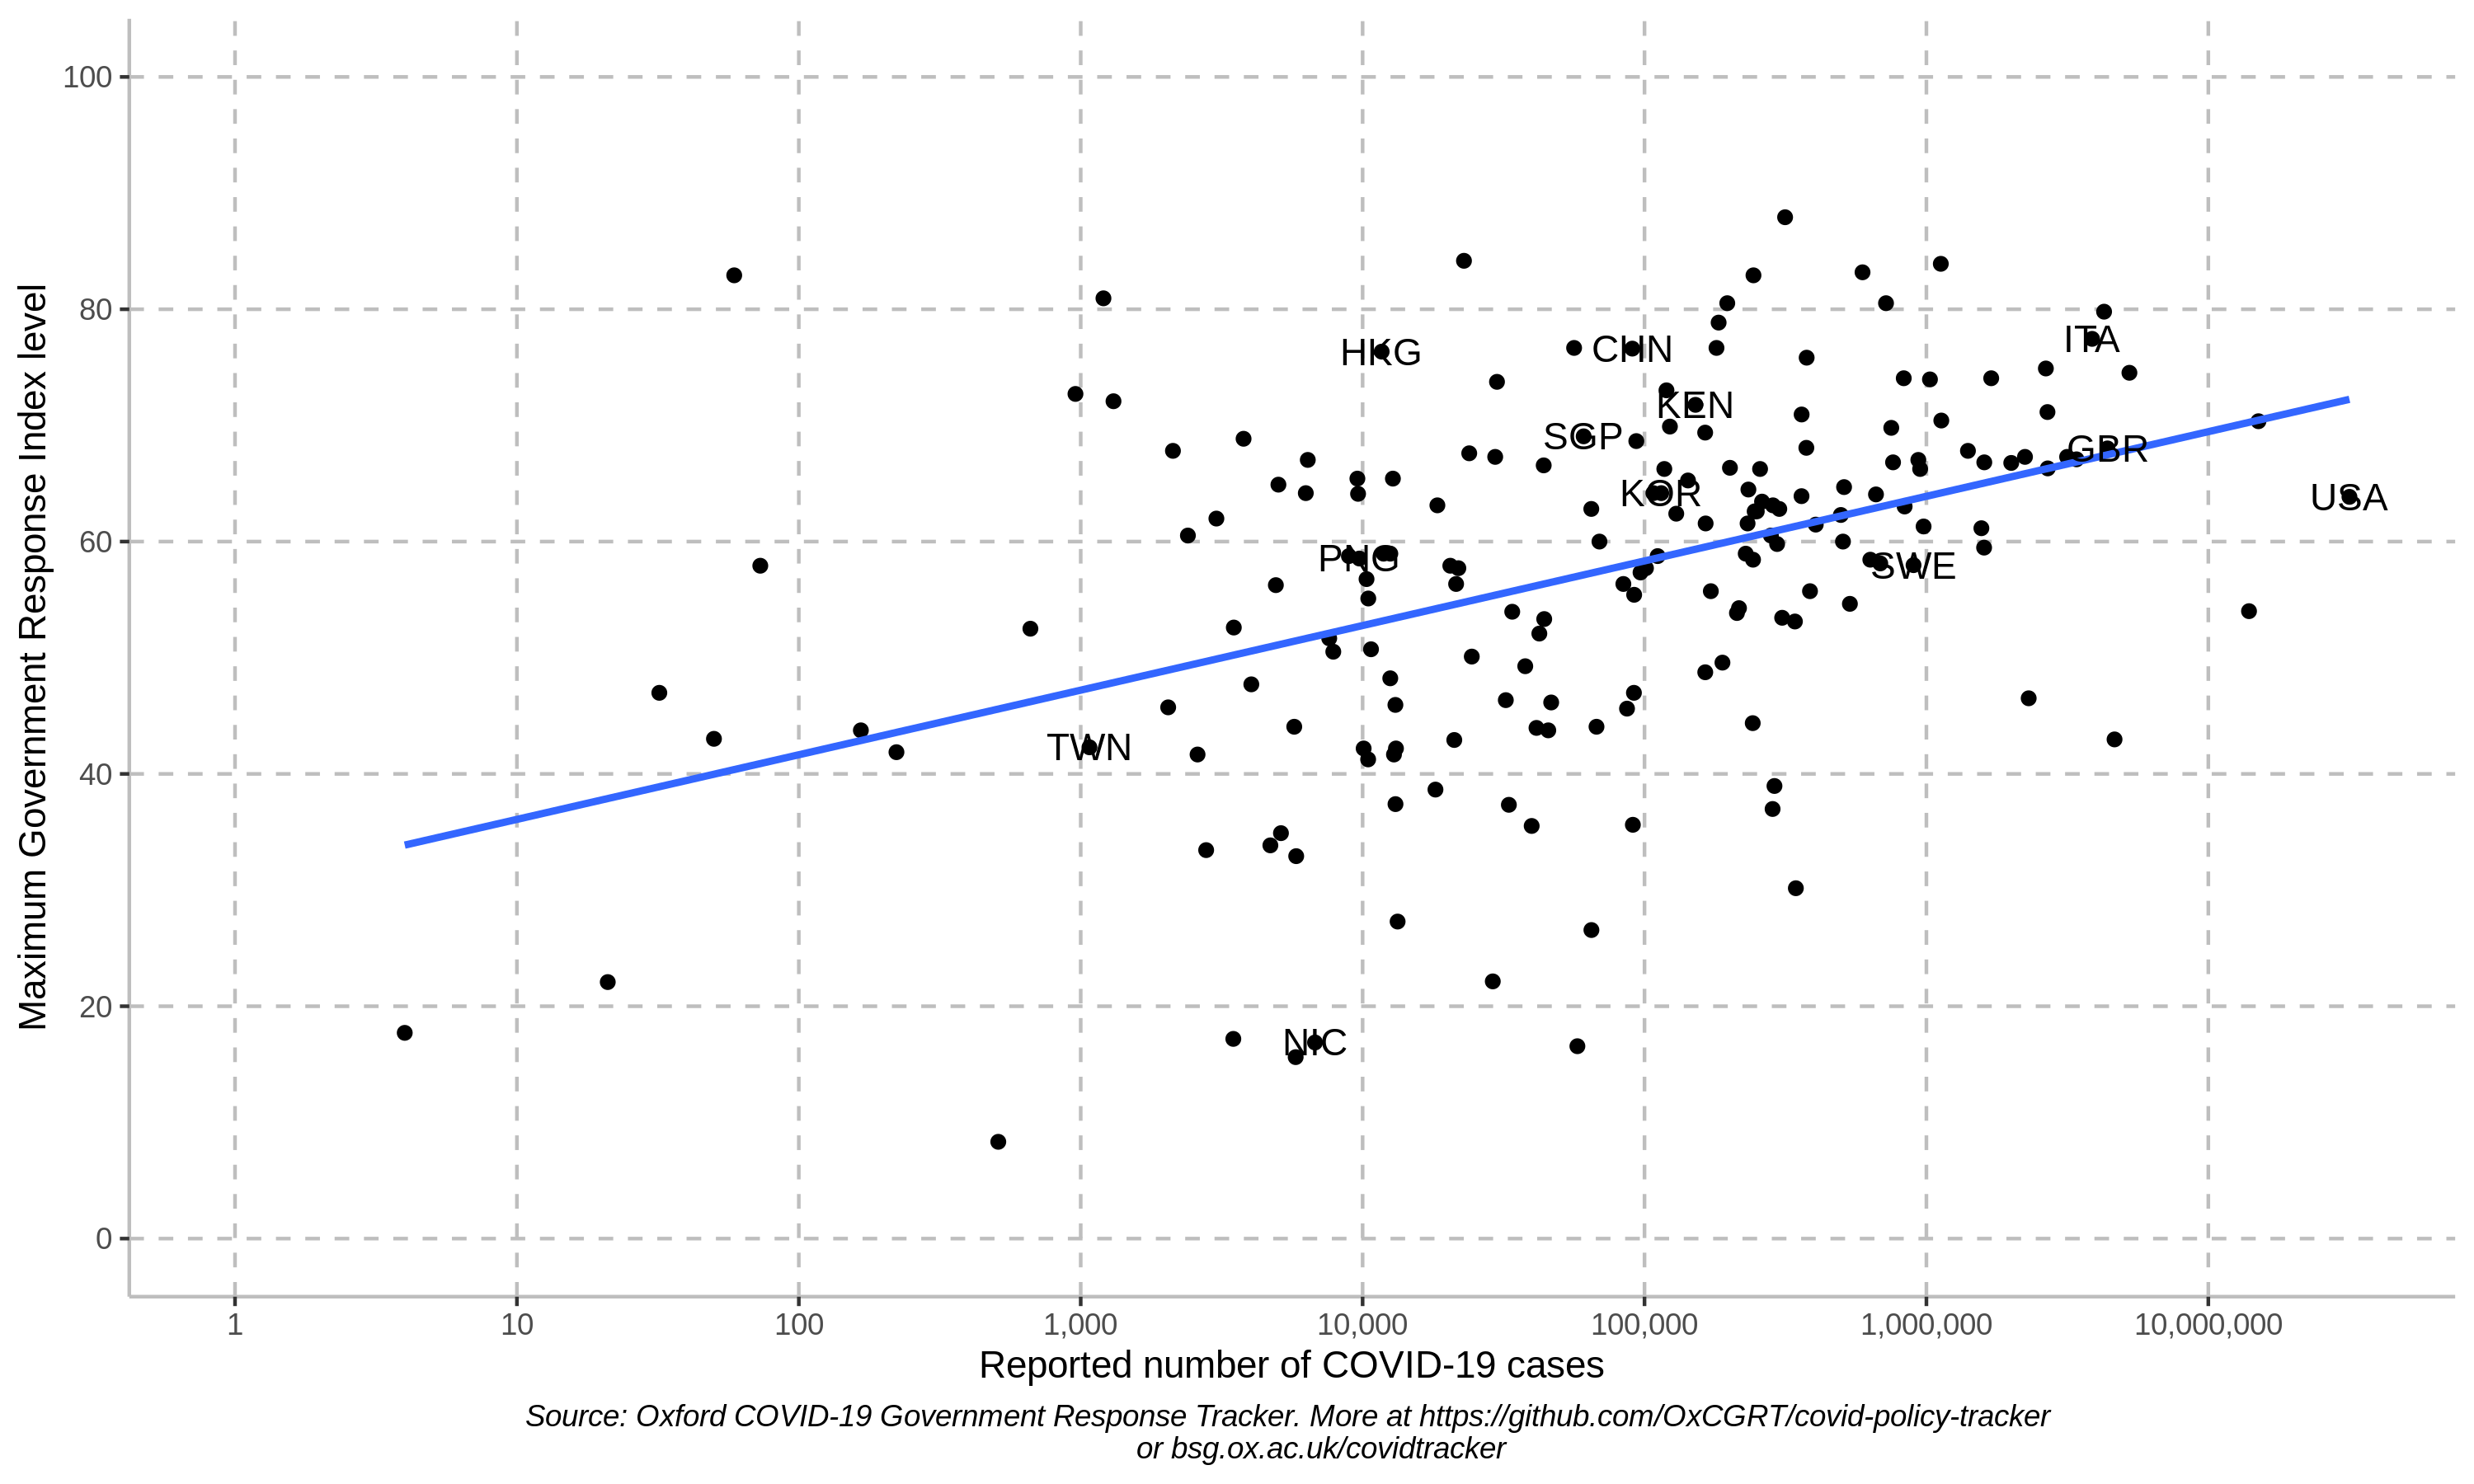 Maximum Government Response Index level
100
80
60
40
20
0
HKG
CHN
ITA
KEN
SGP
GBR
KOR
USA
PNG
SWE
TWN
NIC
1
10
100
1,000
10,000
100,000
1,000,000
10,000,000
Reported number of COVID-19 cases
Source: Oxford COVID-19 Government Response Tracker. More at https://github.com/OxCGRT/covid-policy-tracker
or bsg.ox.ac.uk/covidtracker